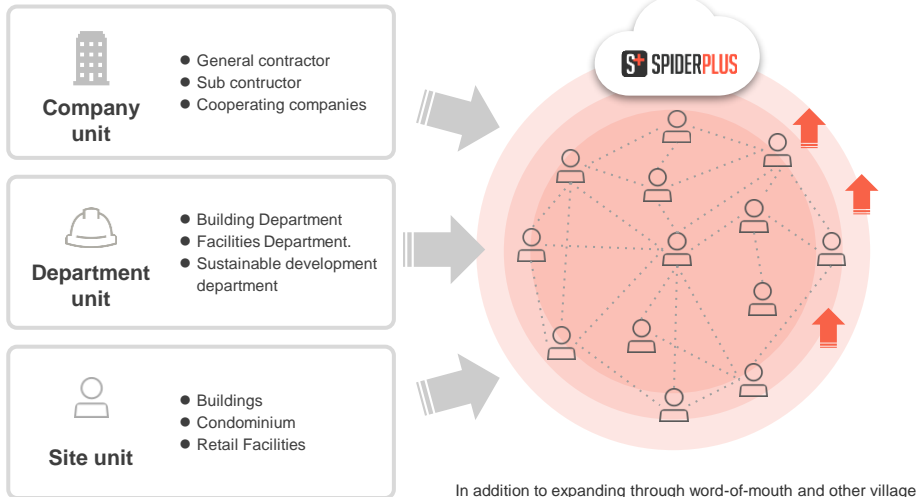 Company
unit
General contractor
Sub contructor
Cooperating companies
Department
unit
Building Department
Facilities Department.
Sustainable development
department
Site unit
Buildings
Condominium
Retail Facilities
S+ SPIDERPLUS
In addition to expanding through word-of-mouth and other village